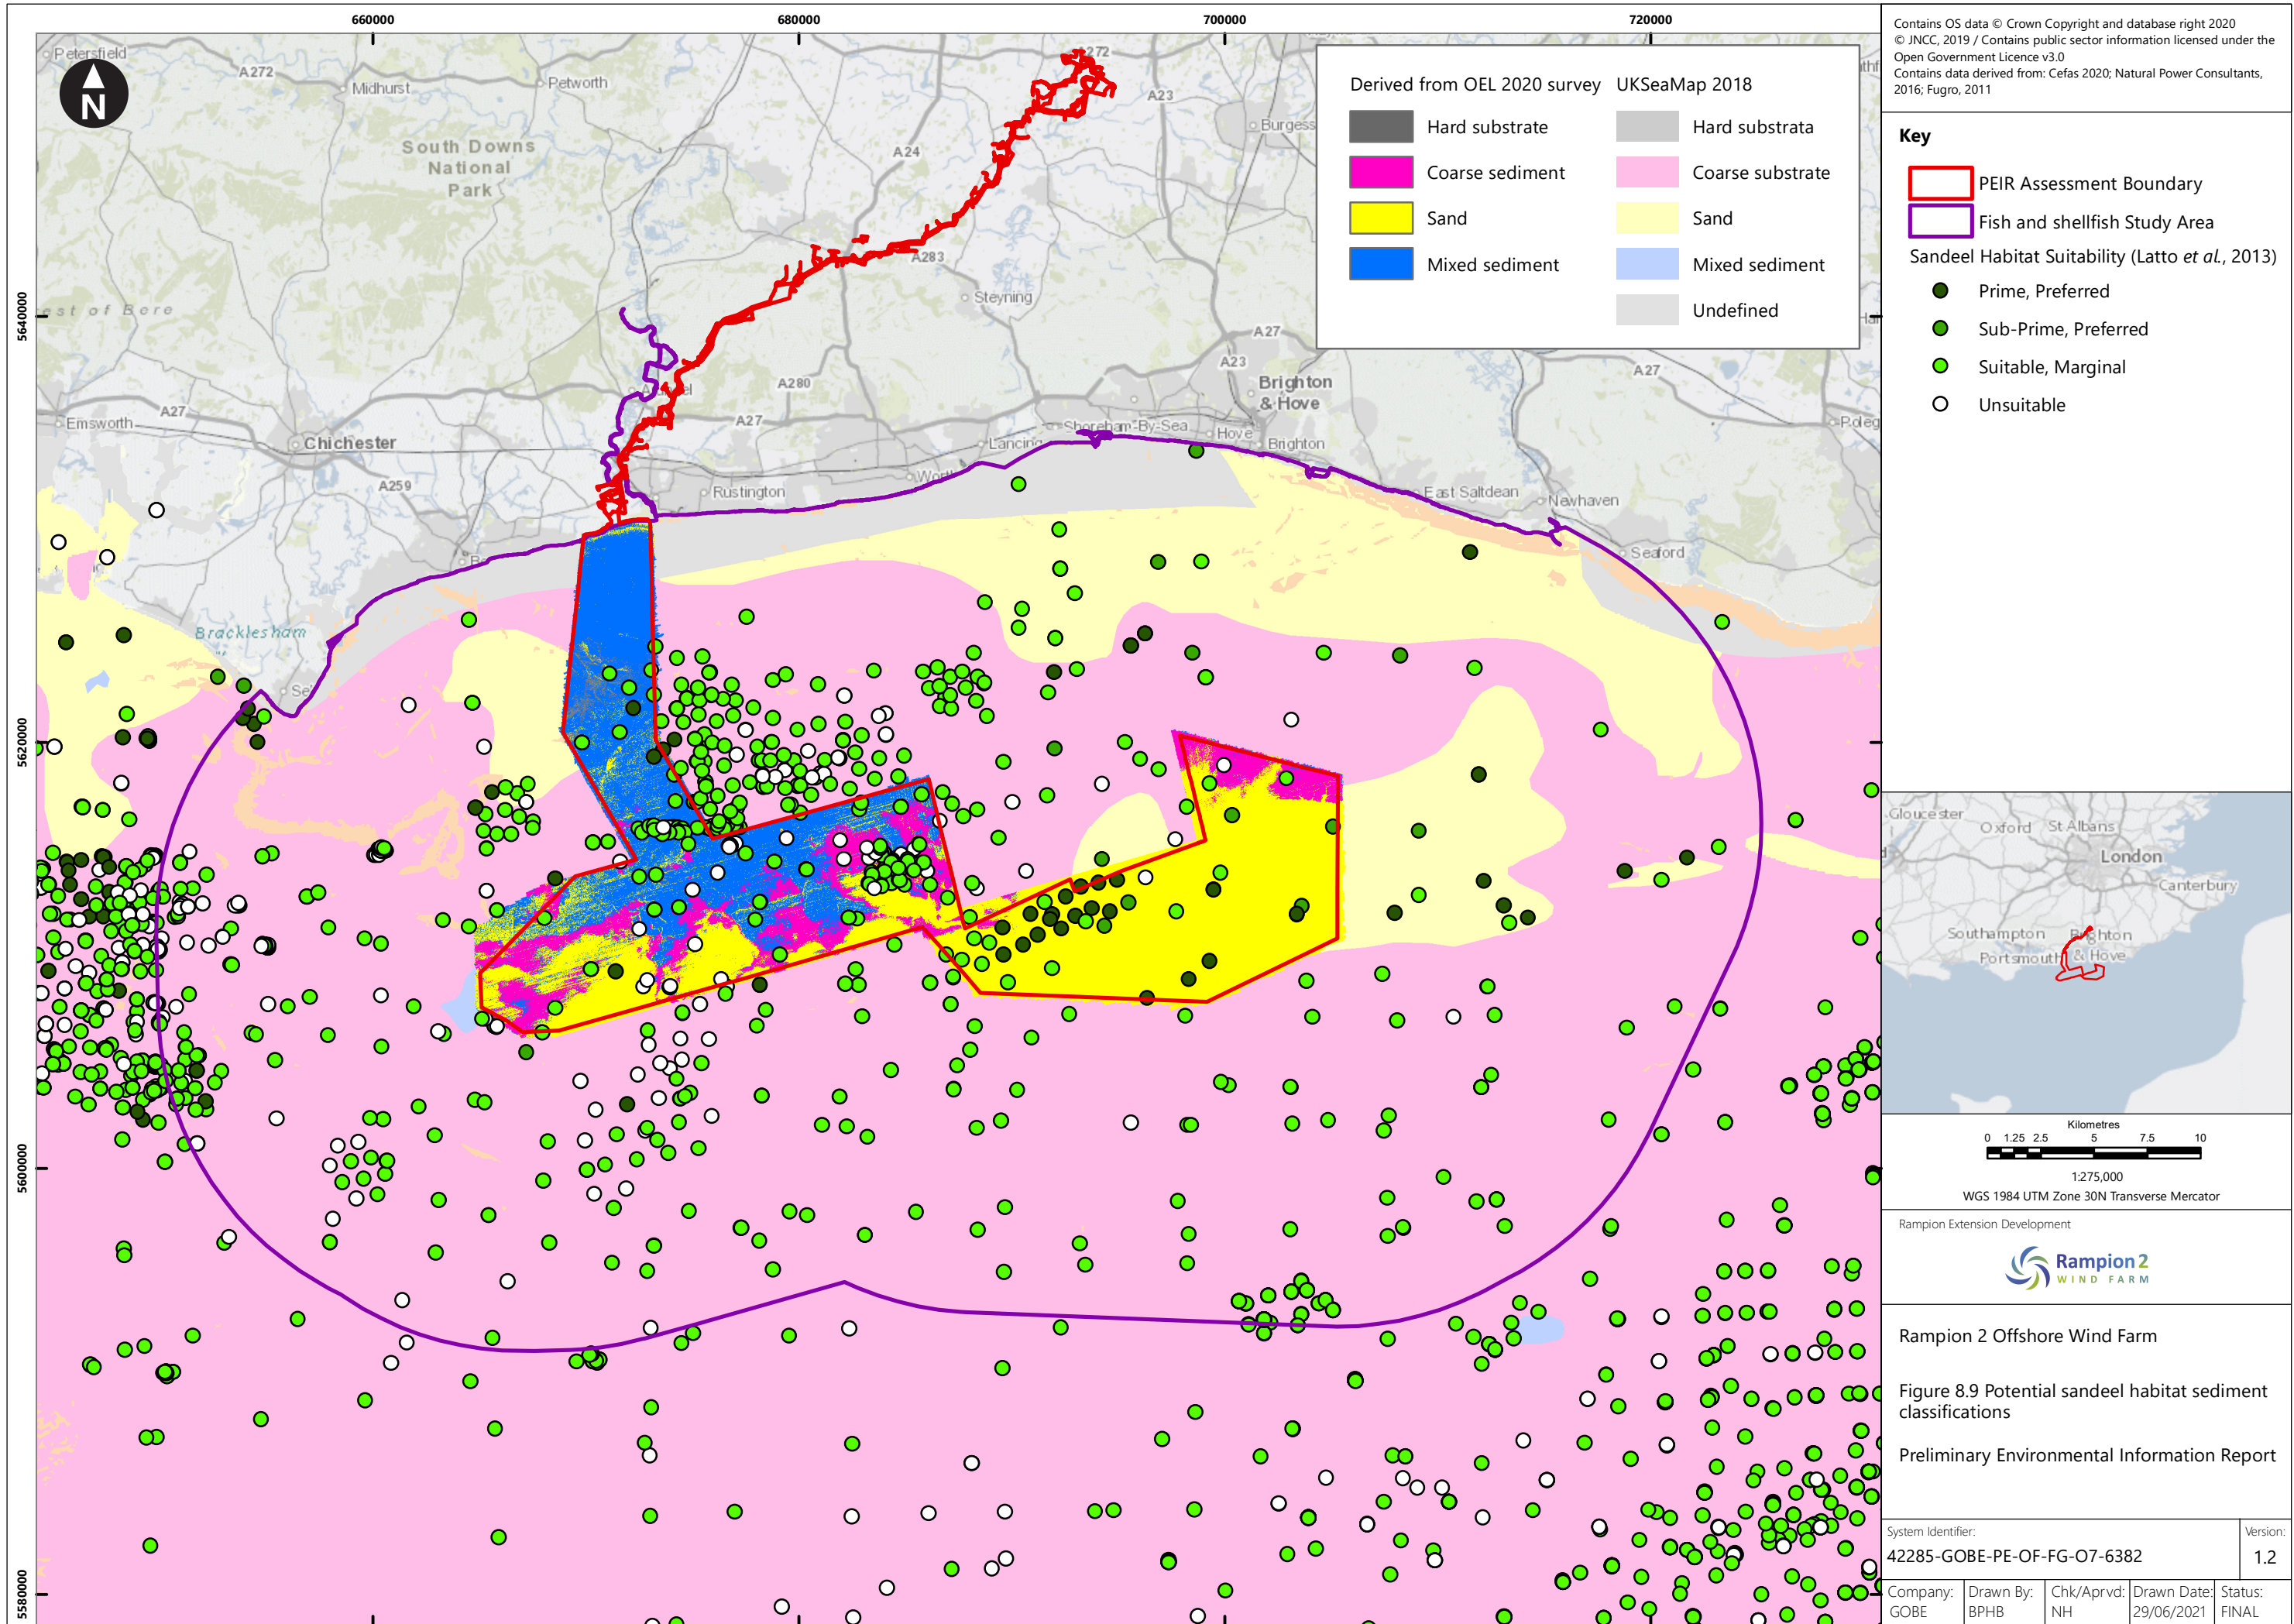 660000
680000
700000
720000
5640000
5620000
5600000
5580000
N
Petersfield
A272
Midhurst
Petworth
A272
A23
Burgess
South Downs
National
Park
A24
A283
Steyning
est of Bere
A27
A23
A280
A27
Brighton
& Hove
A27
Emsworth
A27
Chichester
Lancing
Shoreham-By-Sea
Hove
Brighton
Poleg
A259
Rustington
Wort
East Saltdean
Newhaven
Seaford
Bracklesham
Se
Derived from OEL 2020 survey
Hard substrate
Coarse sediment
Sand
Mixed sediment
UKSeaMap 2018
Hard substrata
Coarse substrate
Sand
Mixed sediment
Undefined
Contains OS data © Crown Copyright and database right 2020
© JNCC, 2019 / Contains public sector information licensed under the
Open Government Licence v3.0
Contains data derived from: Cefas 2020; Natural Power Consultants,
2016; Fugro, 2011
Key
PEIR Assessment Boundary
Fish and shellfish Study Area
Sandeel Habitat Suitability (Latto et al., 2013)
Prime, Preferred
Sub-Prime, Preferred
Suitable, Marginal
Unsuitable
Gloucester
Oxford
St Albans
London
Canterbury
Southampton
Brighton
Portsmouth
& Hove
Kilometres
0 1.25 2.5 5 7.5 10
1:275,000
WGS 1984 UTM Zone 30N Transverse Mercator
Rampion Extension Development
Rampion 2
WIND FARM
Rampion 2 Offshore Wind Farm
Figure 8.9 Potential sandeel habitat sediment
classifications
Preliminary Environmental Information Report
System Identifier:
42285-GOBE-PE-OF-FG-O7-6382
Version:
1.2
Company:
GOBE
Drawn By:
BPHB
Chk/Aprvd:
NH
Drawn Date:
29/06/2021
Status:
FINAL